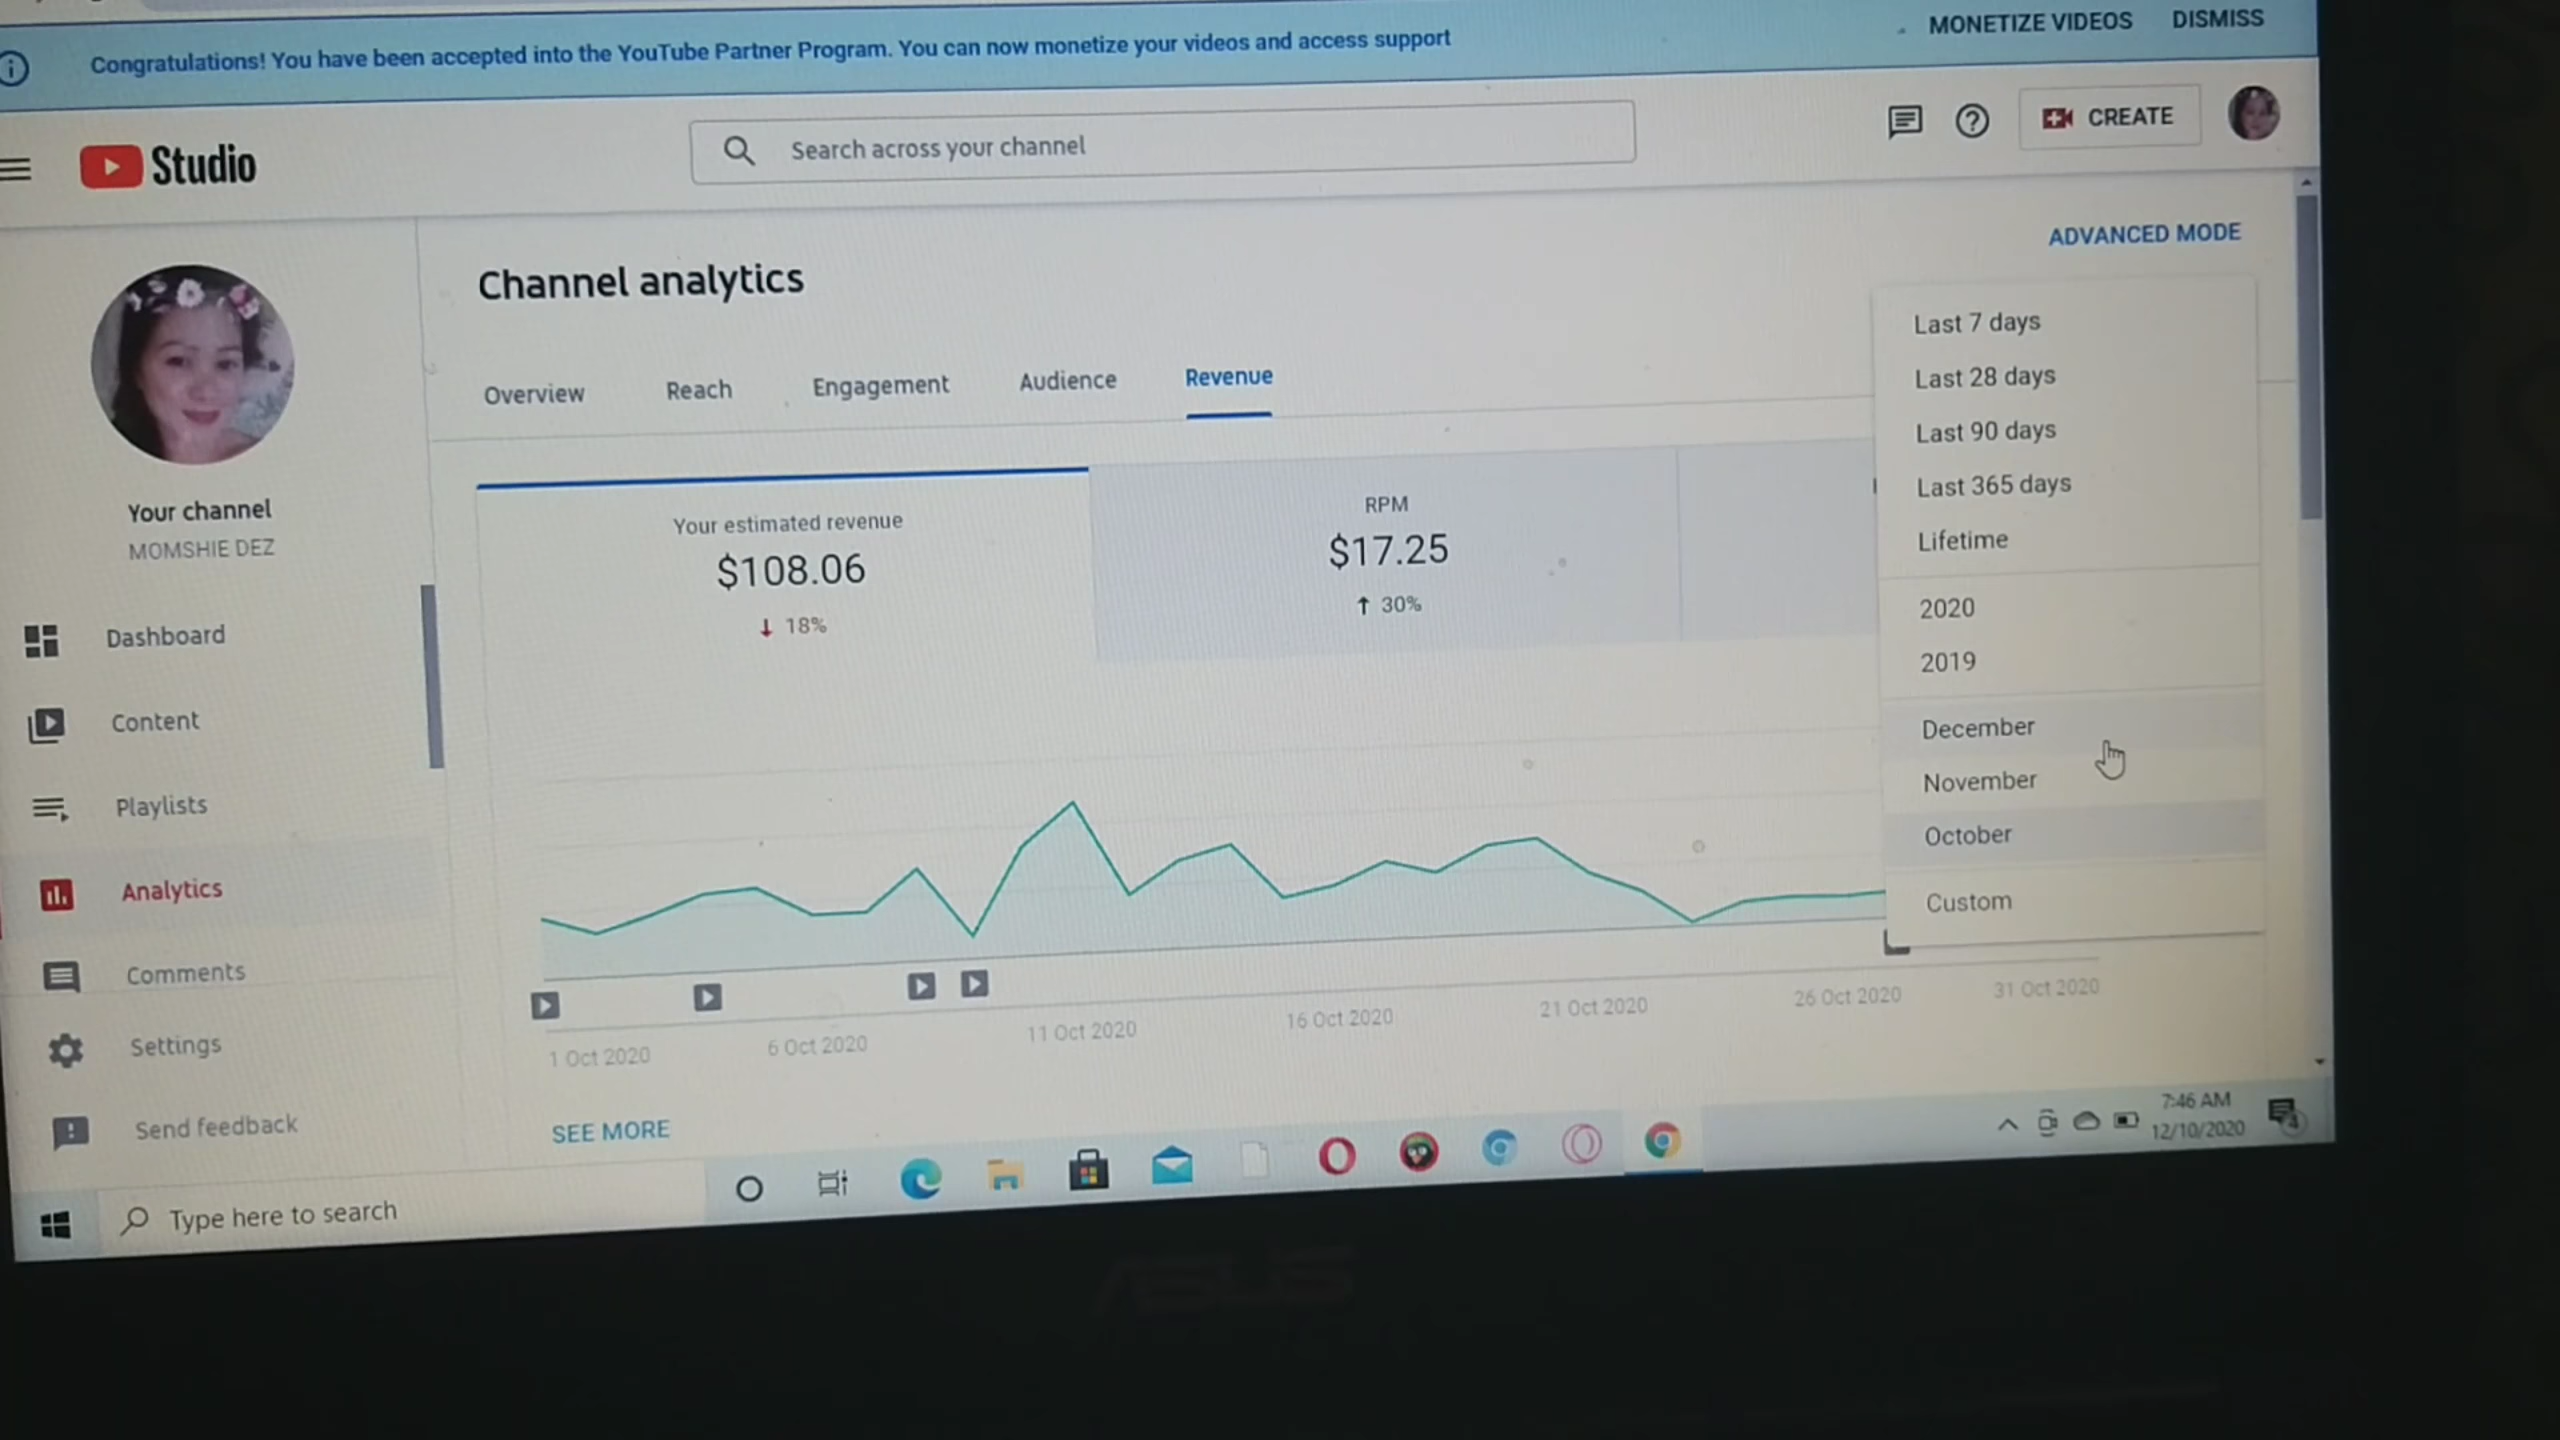 Congratulations! You have been accepted into the YouTube Partner Program. You can now monetize your videos and access support
MONETIZE VIDEOS
DISMISS
Studio
Search across your channel
CREATE
Channel analytics
ADVANCED MODE
Overview
Reach
Engagement
Audience
Revenue
Your channel
MOMSHIE DEZ
Dashboard
Content
Playlists
Analytics
Comments
Settings
Send feedback
Your estimated revenue
$108.06
18%
RPM
$17.25
30%
Last 7 days
Last 28 days
Last 90 days
Last 365 days
Lifetime
2020
2019
December
November
October
Custom
1 Oct 2020
6 Oct 2020
11 Oct 2020
16 Oct 2020
21 Oct 2020
26 Oct 2020
31 Oct 2020
SEE MORE
Type here to search
7:46 AM
12/10/2020
4
ASUS